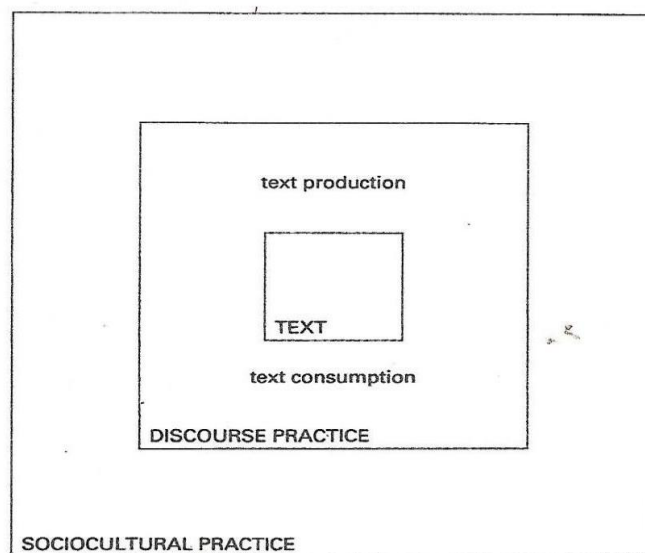 text production
TEXT
text consumption
DISCOURSE PRACTICE
SOCIOCULTURAL PRACTICE